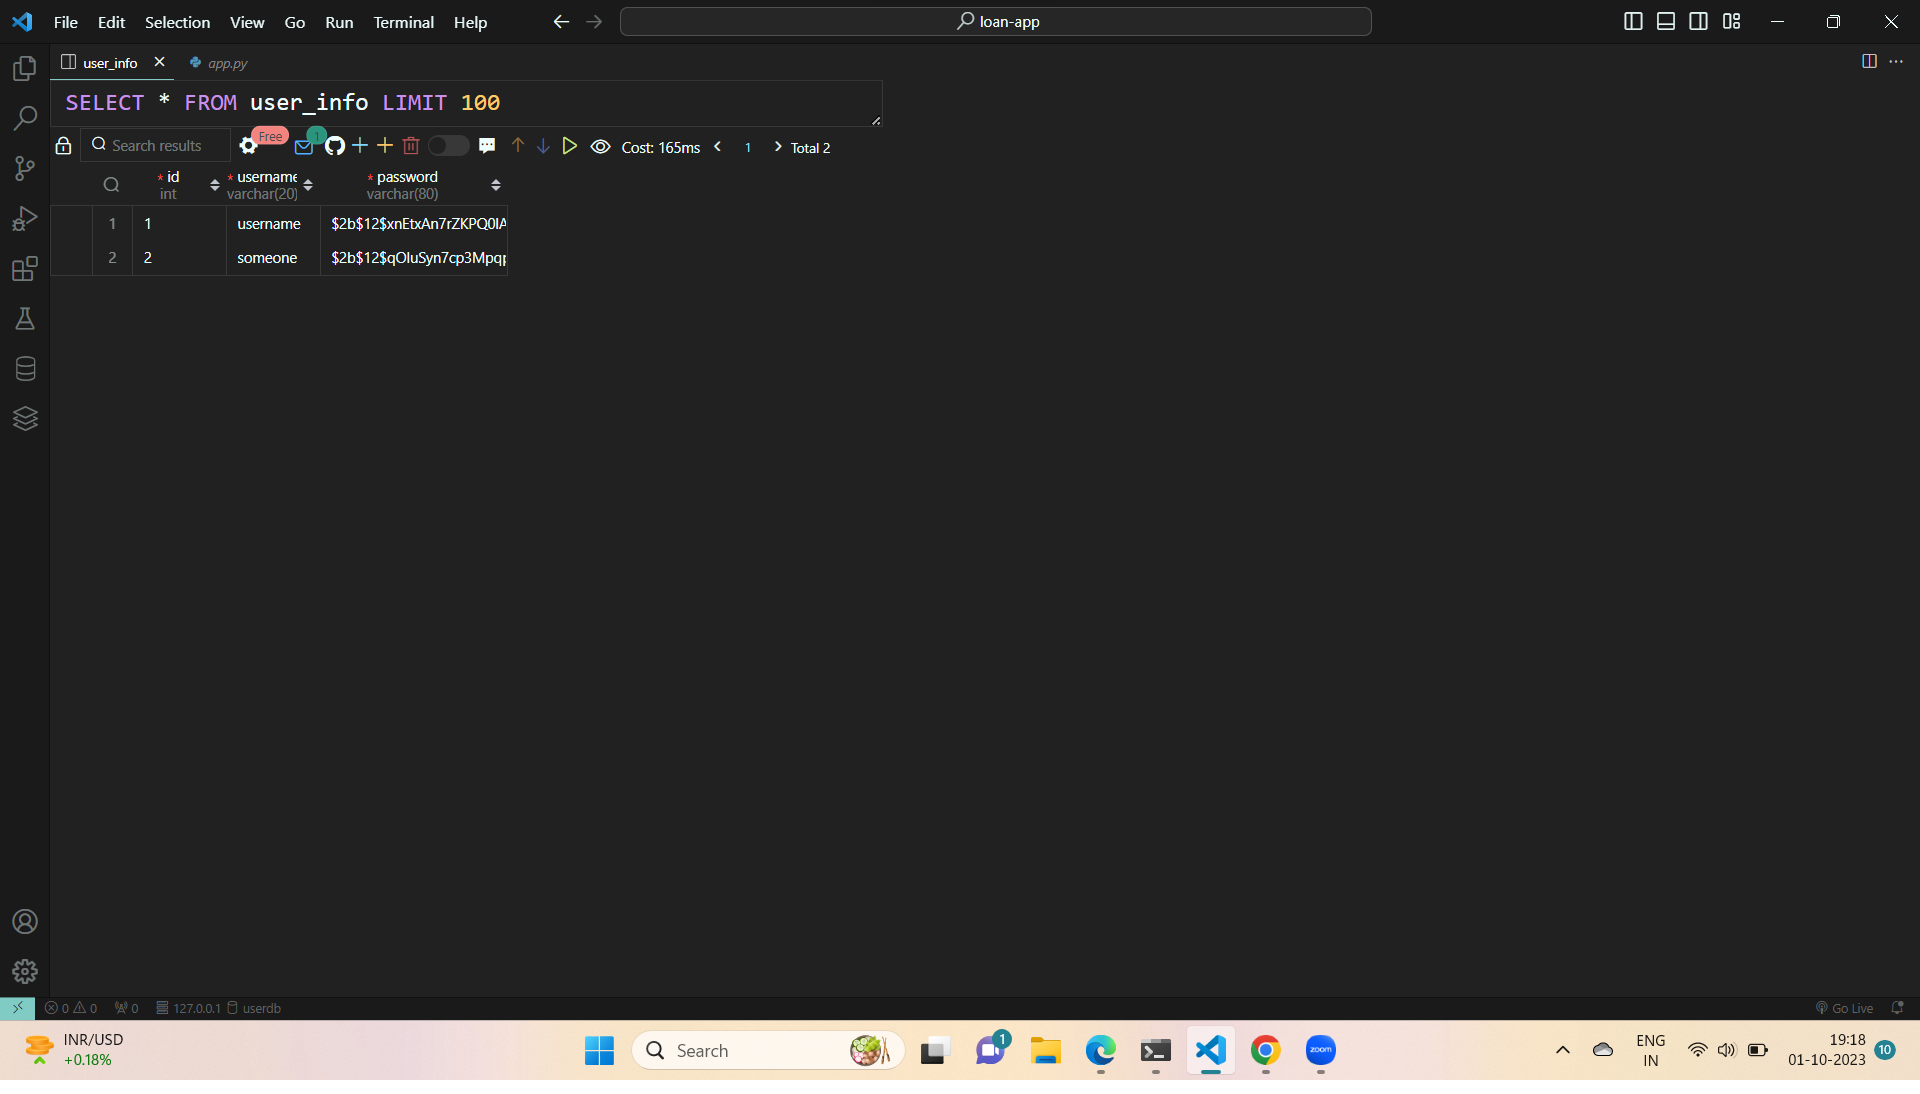 File Edit Selection View Go Run Terminal Help
loan-app
user_info
app.py
SELECT * FROM user_info LIMIT 100
Search results
Free
1
Cost: 165ms
1
Total 2
* id
* username
* password
int
varchar(20)
varchar(80)
1 1 username $2b$12$xnEtxAn7rZKPQ0IA
2 2 someone $2b$12$qOluSyn7cp3Mpqp
0 0 0 127.0.0.1 userdb
Go Live
INR/USD
+0.18%
Search
1
zoom
ENG
IN
19:18
01-10-2023
10